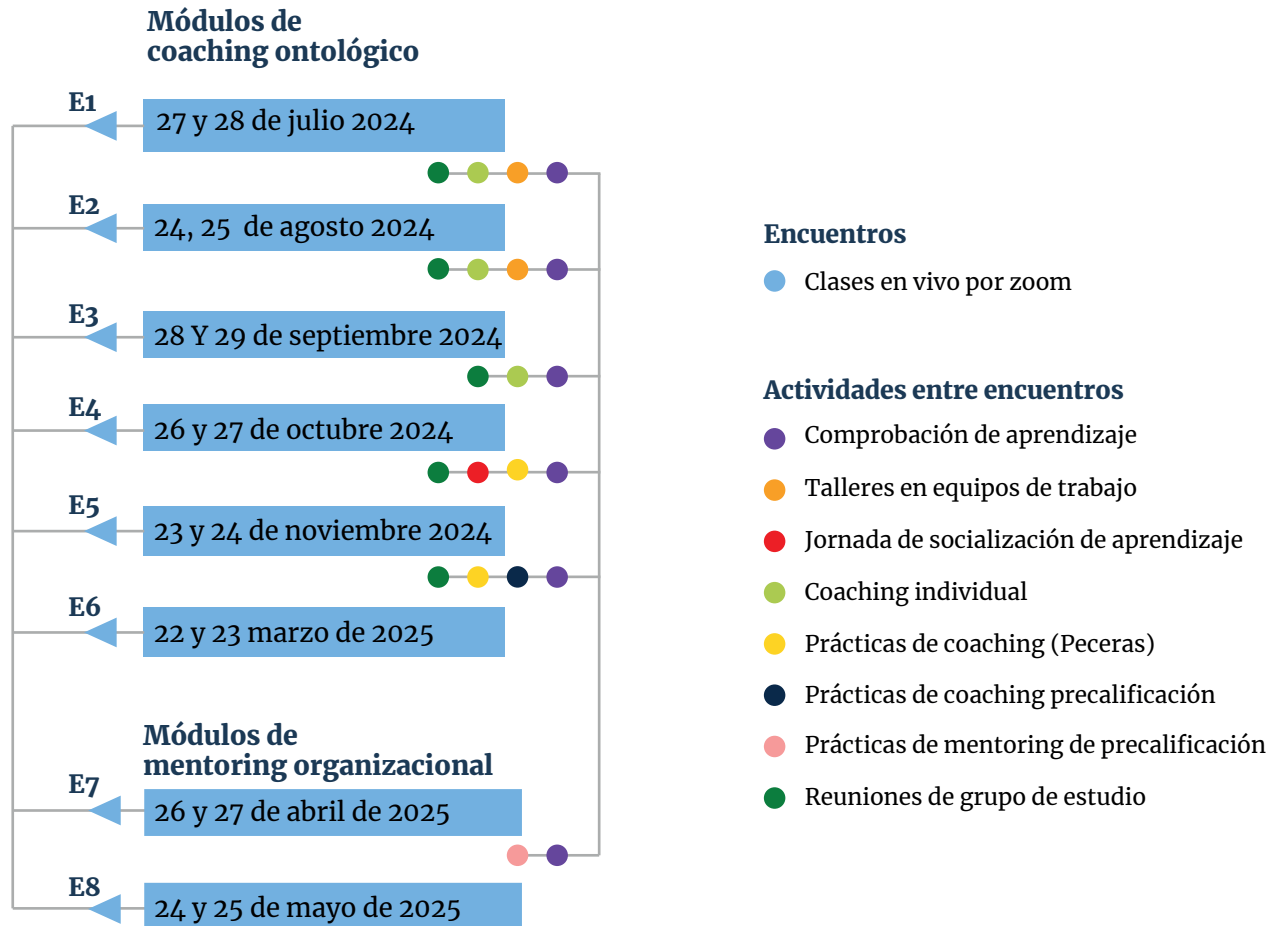 Módulos de
coaching ontológico
E1
27 y 28 de julio 2024
E2
24, 25 de agosto 2024
E3
28 Y 29 de septiembre 2024
E4
26 y 27 de octubre 2024
E5
23 y 24 de noviembre 2024
E6
22 y 23 marzo de 2025
Módulos de
mentoring organizacional
E7
26 y 27 de abril de 2025
E8
24 y 25 de mayo de 2025
Encuentros
Clases en vivo por zoom
Actividades entre encuentros
Comprobación de aprendizaje
Talleres en equipos de trabajo
Jornada de socialización de aprendizaje
Coaching individual
Prácticas de coaching (Peceras)
Prácticas de coaching precalificación
Prácticas de mentoring de precalificación
Reuniones de grupo de estudio